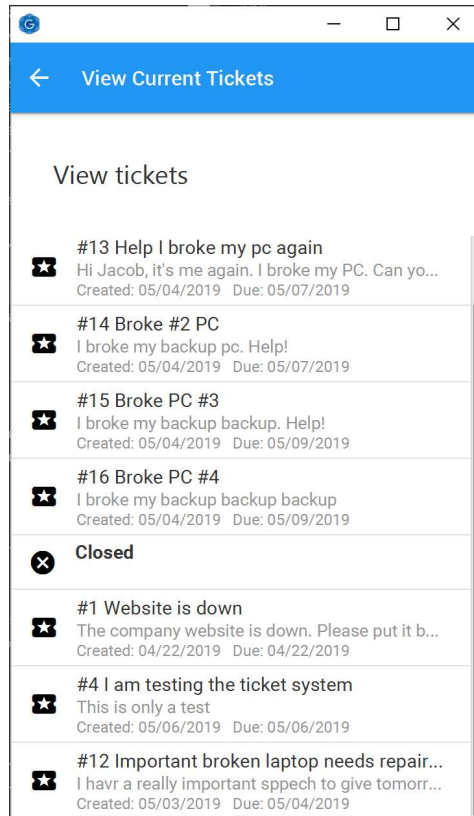 G
View Current Tickets
View tickets
#13 Help I broke my pc again
Hi Jacob, it's me again. I broke my PC. Can yo...
Created: 05/04/2019 Due: 05/07/2019
#14 Broke #2 PC
I broke my backup pc. Help!
Created: 05/04/2019 Due: 05/07/2019
#15 Broke PC #3
I broke my backup backup. Help!
Created: 05/04/2019 Due: 05/09/2019
#16 Broke PC #4
I broke my backup backup backup
Created: 05/04/2019 Due: 05/09/2019
Closed
#1 Website is down
The company website is down. Please put it b...
Created: 04/22/2019 Due: 04/22/2019
#4 I am testing the ticket system
This is only a test
Created: 05/06/2019 Due: 05/06/2019
#12 Important broken laptop needs repair...
I havr a really important sppech to give tomorr...
Created: 05/03/2019 Due: 05/04/2019